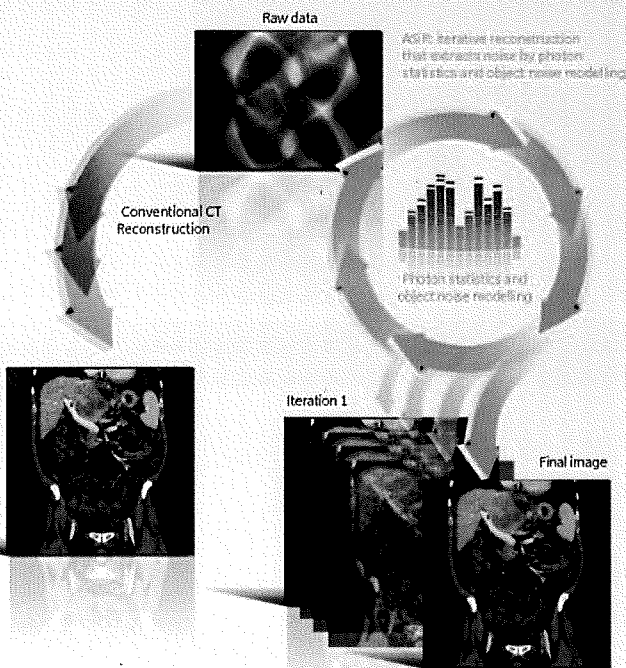 Raw data
ASIR: iterative reconstruction
that extracts noise by photon
statistics and object noise modelling
Conventional CT
Reconstruction
Photon statistics and
object noise modelling
Iteration 1
Final image